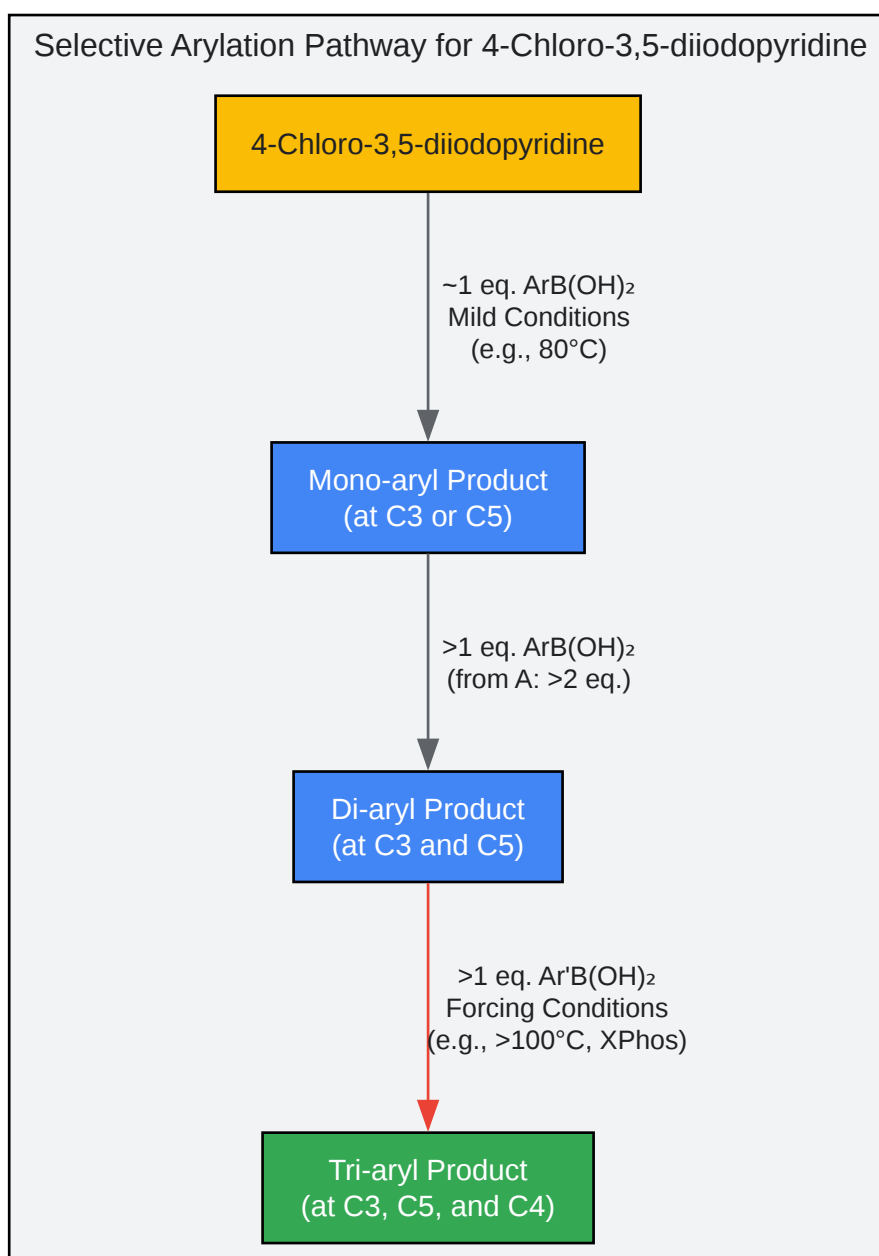 Selective Arylation Pathway for 4-Chloro-3,5-diiodopyridine
4-Chloro-3,5-diiodopyridine
~1 eq. ArB(OH)₂
Mild Conditions
(e.g., 80°C)
Mono-aryl Product
(at C3 or C5)
>1 eq. ArB(OH)₂
(from A: >2 eq.)
Di-aryl Product
(at C3 and C5)
>1 eq. Ar'B(OH)₂
Forcing Conditions
(e.g., >100°C, XPhos)
Tri-aryl Product
(at C3, C5, and C4)